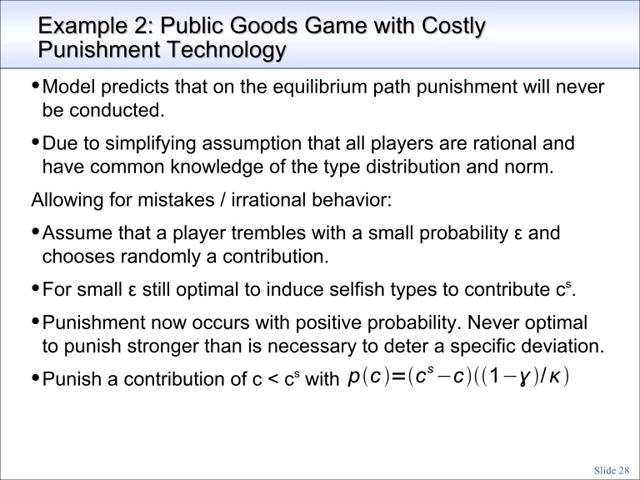 Example 2: Public Goods Game with Costly
Punishment Technology
•Model predicts that on the equilibrium path punishment will never
be conducted.
•Due to simplifying assumption that all players are rational and
have common knowledge of the type distribution and norm.
Allowing for mistakes / irrational behavior:
•Assume that a player trembles with a small probability ε and
chooses randomly a contribution.
•For small ε still optimal to induce selfish types to contribute cˢ.
•Punishment now occurs with positive probability. Never optimal
to punish stronger than is necessary to deter a specific deviation.
•Punish a contribution of c < cˢ with p(c)=(cˢ−c)((1−γ)/κ)
Slide 28